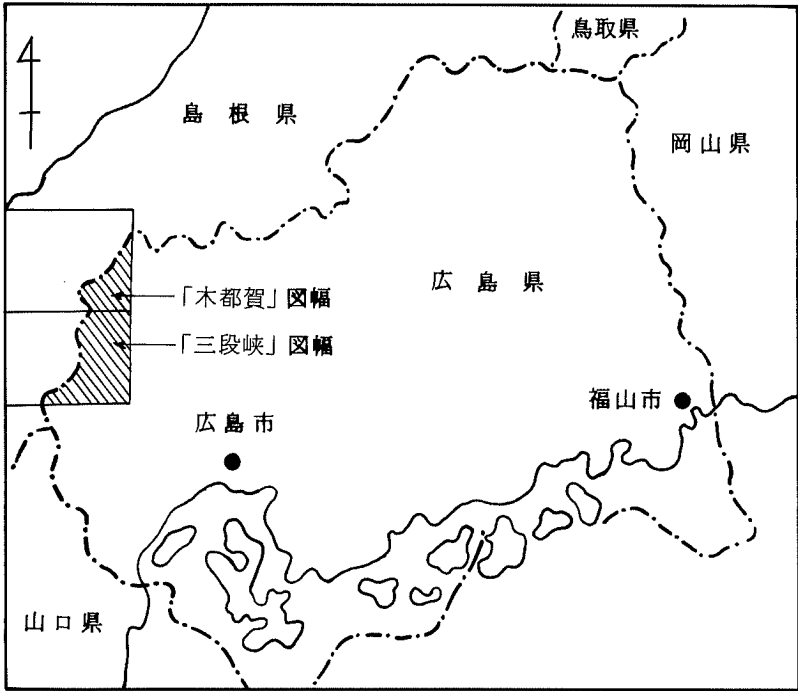 鳥取県
島根県
岡山県
広島県
「木都賀」図幅
「三段峡」図幅
福山市
広島市
山口県